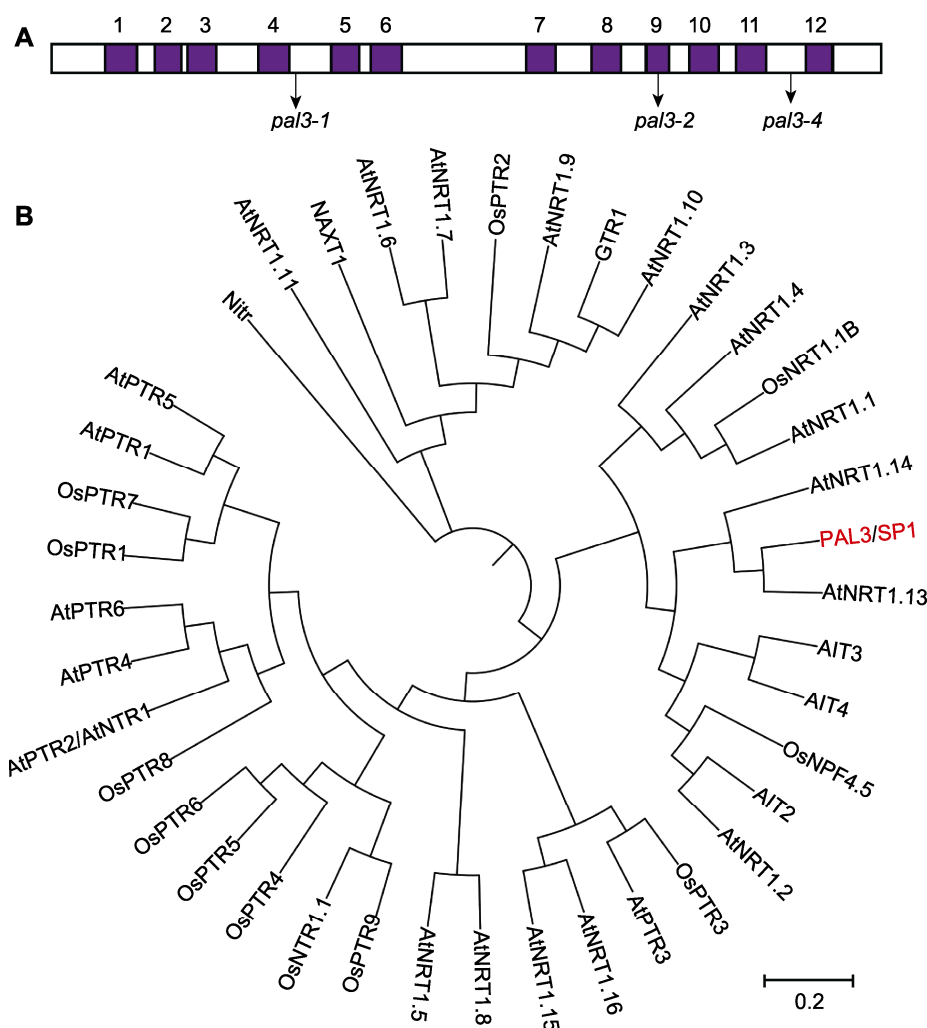 A
1 2 3 4 5 6 7 8 9 10 11 12
pal3-1 pal3-2 pal3-4
B
Nitr
AtNRT1.11
NAXT1
AtNRT1.6
AtNRT1.7
OsPTR2
AtNRT1.9
GTR1
AtNRT1.10
AtNRT1.3
AtNRT1.4
OsNRT1.1B
AtNRT1.1
AtNRT1.14
PAL3/SP1
AtNRT1.13
AIT3
AIT4
OsNPF4.5
AIT2
AtNRT1.2
OsPTR3
AtPTR3
AtNRT1.16
AtNRT1.15
AtNRT1.8
AtNRT1.5
OsPTR9
OsNTR1.1
OsPTR4
OsPTR5
OsPTR6
OsPTR8
AtPTR2/AtNTR1
AtPTR4
AtPTR6
OsPTR1
OsPTR7
AtPTR1
AtPTR5
0.2